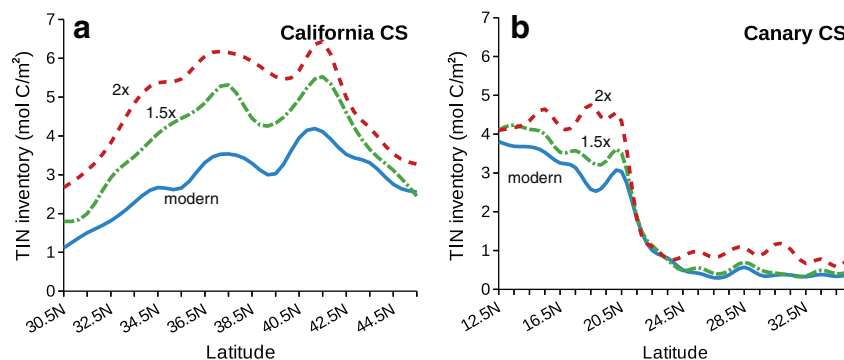 a
California CS
TIN inventory (mol C/m²)
7
6
5
4
3
2
1
0
2x
1.5x
modern
30.5N
32.5N
34.5N
36.5N
38.5N
40.5N
42.5N
44.5N
Latitude
b
Canary CS
TIN inventory (mol C/m²)
7
6
5
4
3
2
1
0
2x
1.5x
modern
12.5N
16.5N
20.5N
24.5N
28.5N
32.5N
Latitude